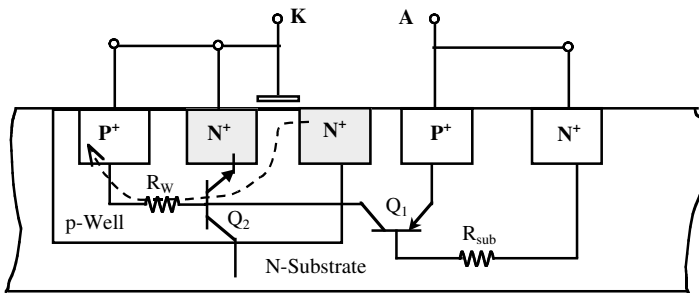 K
A
P⁺
N⁺
N⁺
P⁺
N⁺
R_W
Q₂
Q₁
R_sub
p-Well
N-Substrate